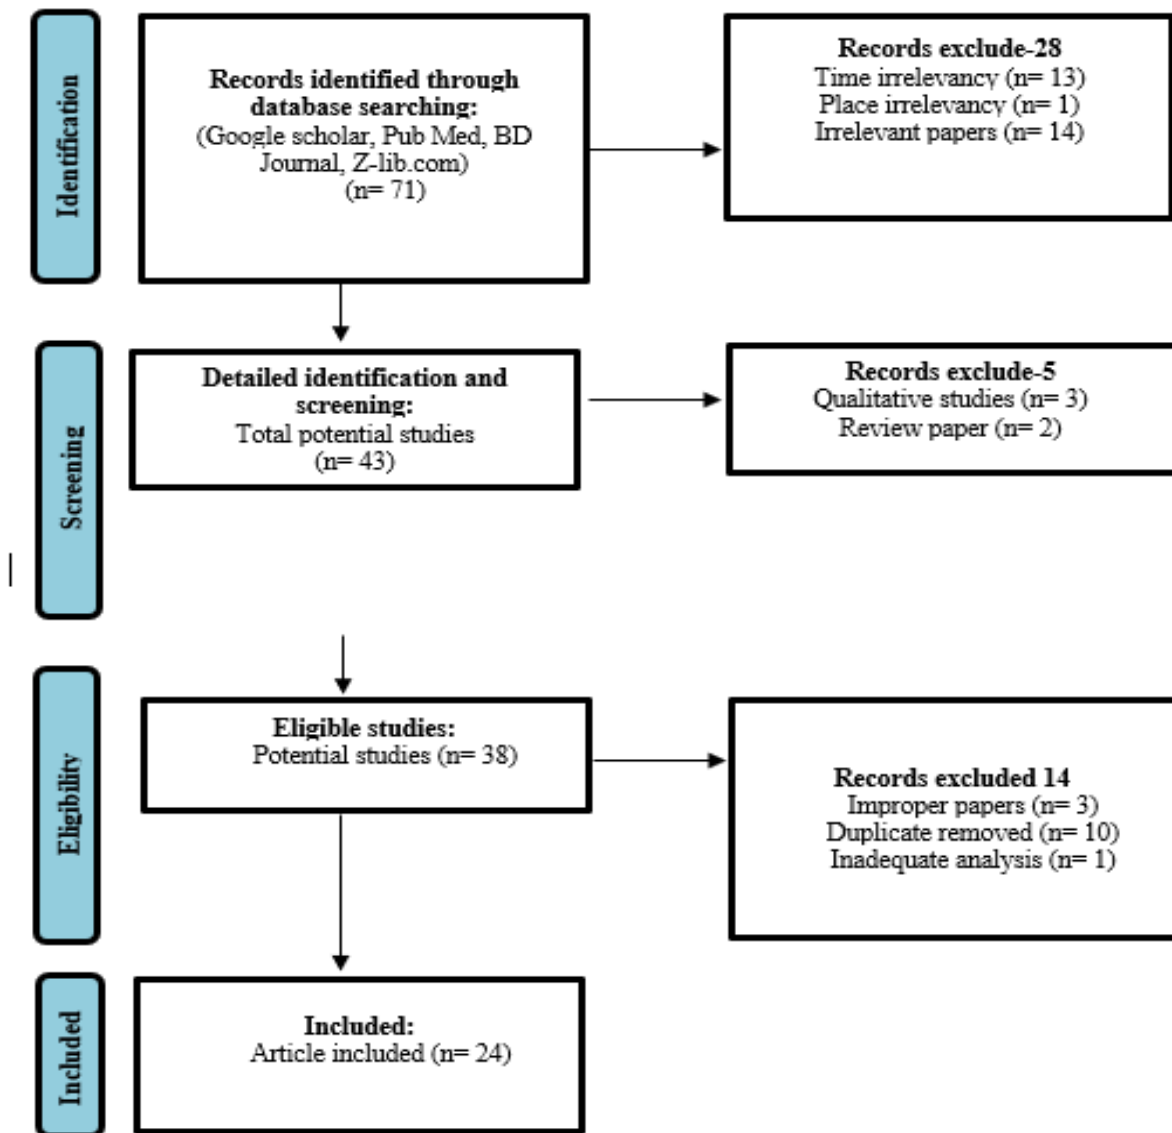 Identification
Records identified through
database searching:
(Google scholar, Pub Med, BD
Journal, Z-lib.com)
(n= 71)
Records exclude-28
Time irrelevancy (n= 13)
Place irrelevancy (n= 1)
Irrelevant papers (n= 14)
Screening
Detailed identification and
screening:
Total potential studies
(n= 43)
Records exclude-5
Qualitative studies (n= 3)
Review paper (n= 2)
Eligibility
Eligible studies:
Potential studies (n= 38)
Records excluded 14
Improper papers (n= 3)
Duplicate removed (n= 10)
Inadequate analysis (n= 1)
Included
Included:
Article included (n= 24)